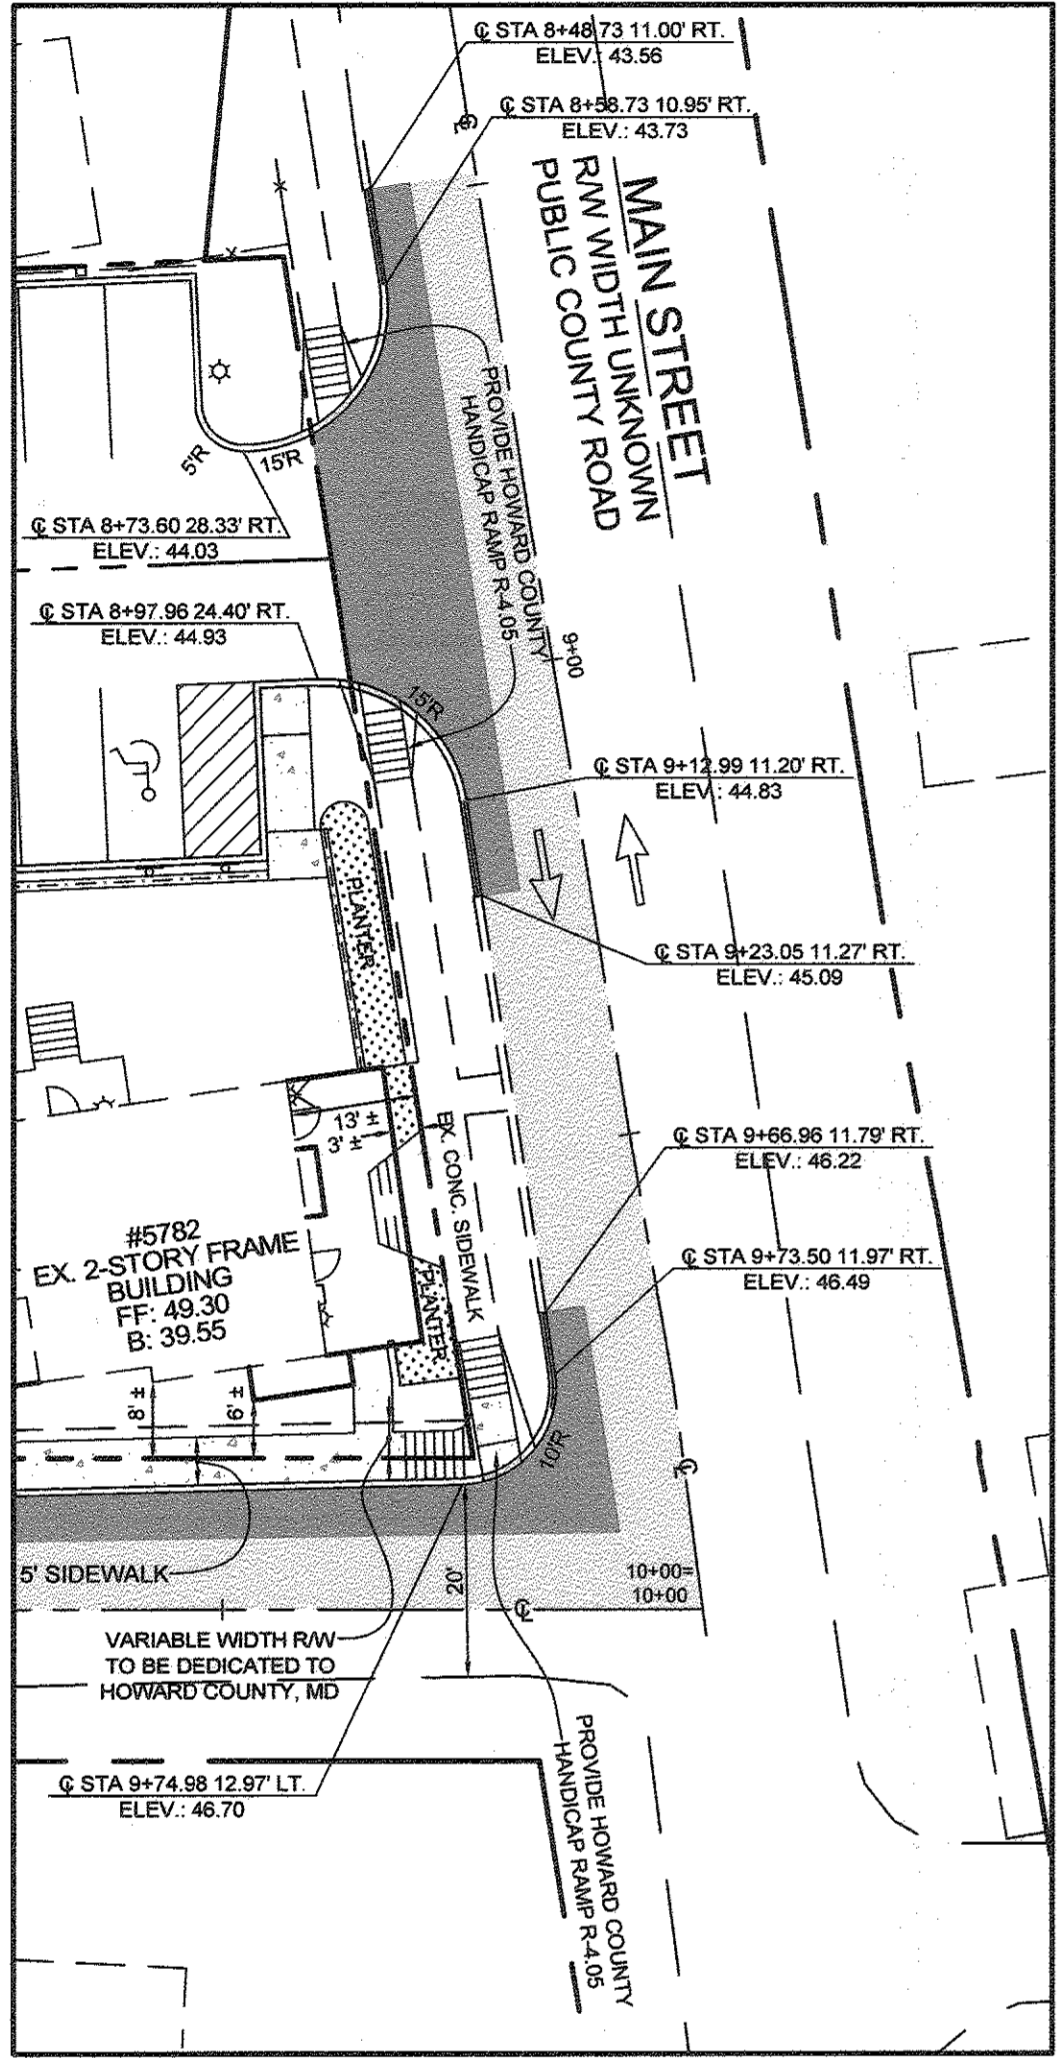 ℄ STA 8+48.73 11.00' RT.
ELEV.: 43.56
℄ STA 8+58.73 10.95' RT.
ELEV.: 43.73
℄
MAIN STREET
R/W WIDTH UNKNOWN
PUBLIC COUNTY ROAD
PROVIDE HOWARD COUNTY
HANDICAP RAMP R-4.05
5'R
15'R
℄ STA 8+73.60 28.33' RT.
ELEV.: 44.03
℄ STA 8+97.96 24.40' RT.
ELEV.: 44.93
9+00
15'R
℄ STA 9+12.99 11.20' RT.
ELEV.: 44.83
PLANTER
℄ STA 9+23.05 11.27' RT.
ELEV.: 45.09
13' ±
3' ±
EX. CONC. SIDEWALK
℄ STA 9+66.96 11.79' RT.
ELEV.: 46.22
#5782
EX. 2-STORY FRAME
BUILDING
FF: 49.30
B: 39.55
℄ STA 9+73.50 11.97' RT.
ELEV.: 46.49
PLANTER
8' ±
6' ±
10'R
℄
5' SIDEWALK
20'
10+00=
10+00
℄
VARIABLE WIDTH R/W
TO BE DEDICATED TO
HOWARD COUNTY, MD
℄ STA 9+74.98 12.97' LT.
ELEV.: 46.70
PROVIDE HOWARD COUNTY
HANDICAP RAMP R-4.05